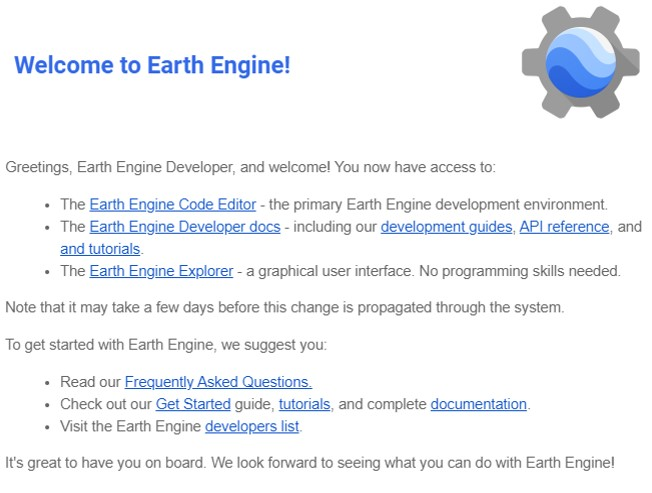 Welcome to Earth Engine!
Greetings, Earth Engine Developer, and welcome! You now have access to:
• The Earth Engine Code Editor - the primary Earth Engine development environment.
• The Earth Engine Developer docs - including our development guides, API reference, and
and tutorials.
• The Earth Engine Explorer - a graphical user interface. No programming skills needed.
Note that it may take a few days before this change is propagated through the system.
To get started with Earth Engine, we suggest you:
• Read our Frequently Asked Questions.
• Check out our Get Started guide, tutorials, and complete documentation.
• Visit the Earth Engine developers list.
It's great to have you on board. We look forward to seeing what you can do with Earth Engine!